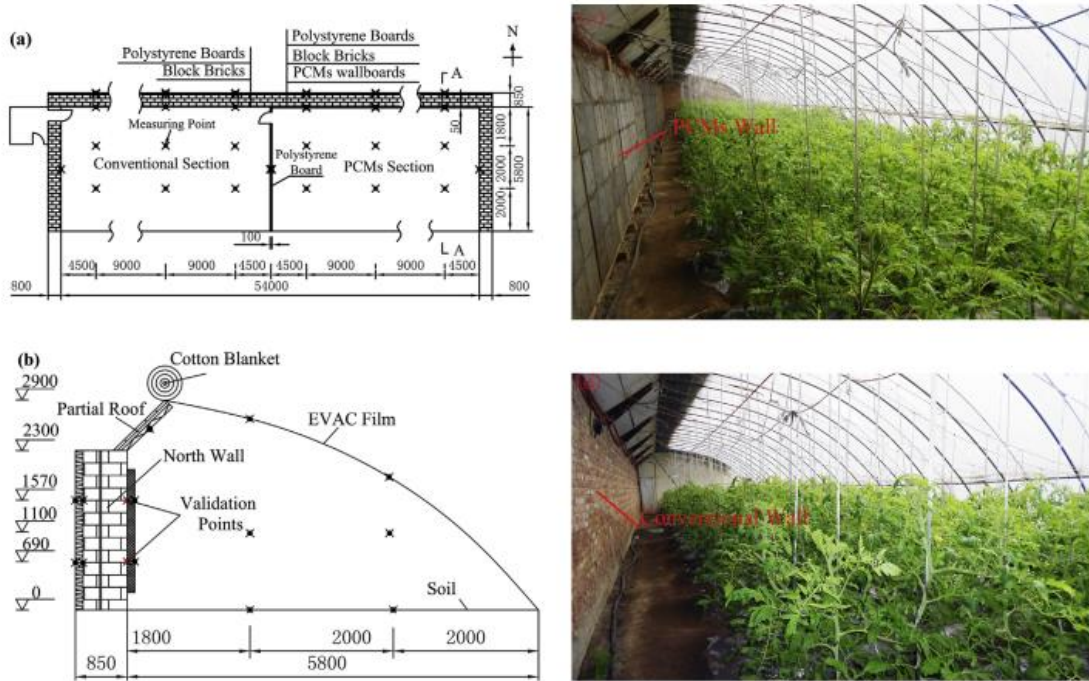 (a)
Polystyrene Boards
Block Bricks
Polystyrene Boards
Block Bricks
PCMs wallboards
N
A
850
50
1800
2000
2000
5800
Measuring Point
Conventional Section
Polystyrene
Board
PCMs Section
100
A
4500 9000 9000 4500 4500 9000 9000 4500
800 54000 800
PCMs Wall
(b)
Cotton Blanket
2900
Partial Roof
EVAC Film
2300
North Wall
1570
Validation
Points
1100
690
0
Soil
1800 2000 2000
850 5800
Conventional Wall